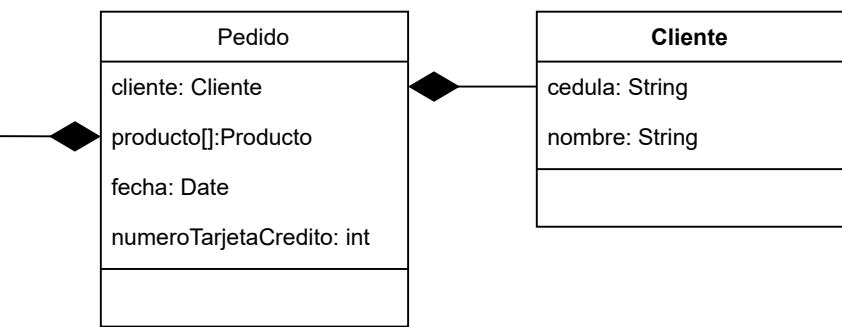 Pedido
cliente: Cliente
producto[]:Producto
fecha: Date
numeroTarjetaCredito: int
Cliente
cedula: String
nombre: String